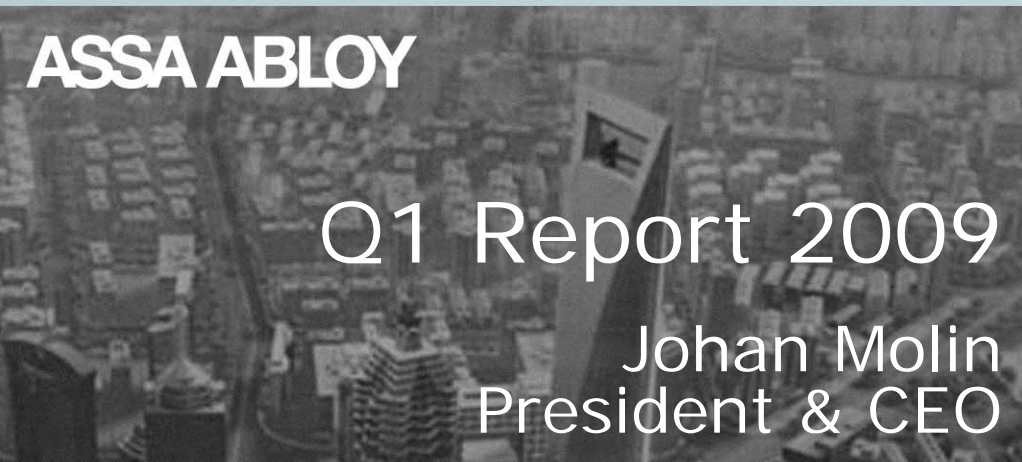 ASSA ABLOY
Q1 Report 2009
Johan Molin
President & CEO